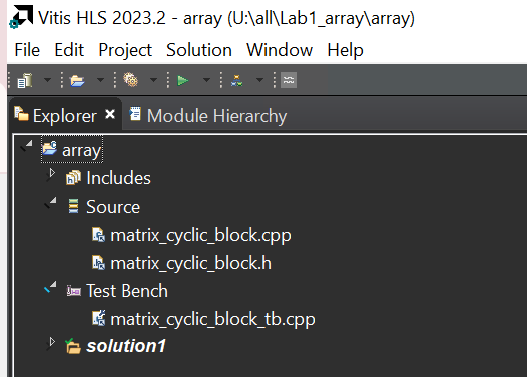 Vitis HLS 2023.2 - array (U:\all\Lab1_array\array)
File Edit Project Solution Window Help
Explorer Module Hierarchy
array
Includes
Source
matrix_cyclic_block.cpp
matrix_cyclic_block.h
Test Bench
matrix_cyclic_block_tb.cpp
solution1